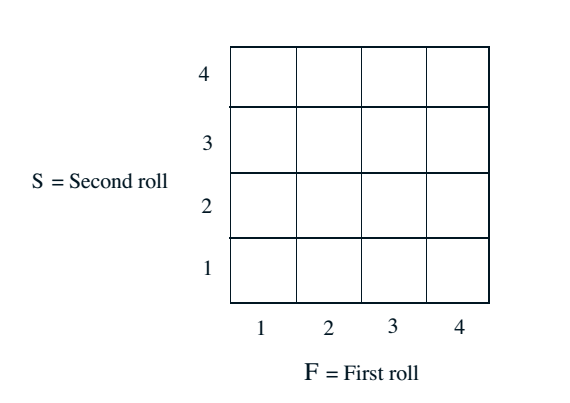 4
3
S = Second roll
2
1
1 2 3 4
F = First roll